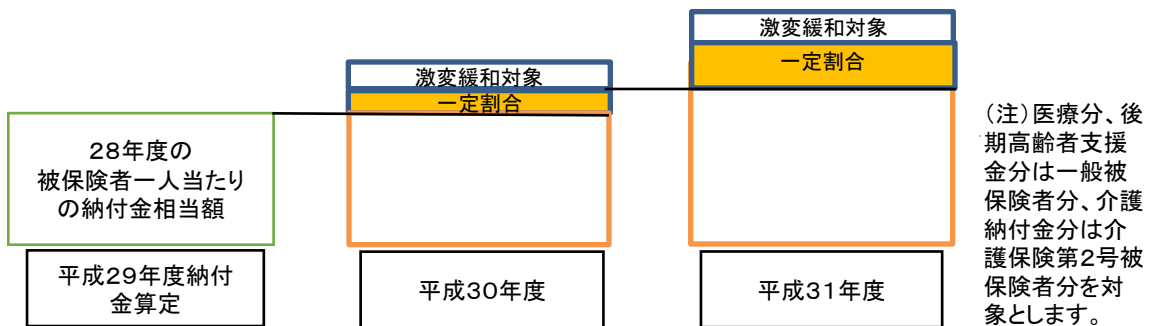 激変緩和対象
一定割合
激変緩和対象
一定割合
28年度の
被保険者一人当たり
の納付金相当額
平成29年度納付
金算定
平成30年度
平成31年度
(注)医療分、後
期高齢者支援
金分は一般被
保険者分、介護
納付金分は介
護保険第2号被
保険者分を対
象とします。